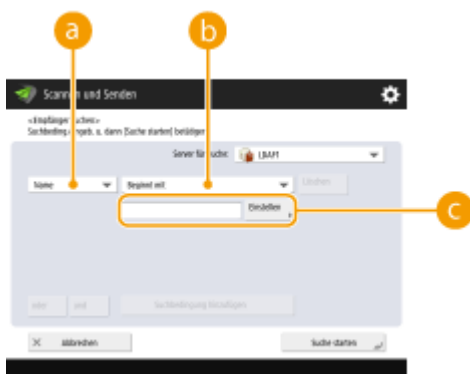 a
b
Scannen und Senden
<Empfänger suchen>
Suchbeding. angeb. u. dann [Suche starten] betätigen.
Server für Suche:
LDAP1
Name
Beginnt mit
Löschen
Einstellen
c
oder
und
Suchbedingung hinzufügen
Abbrechen
Suche starten